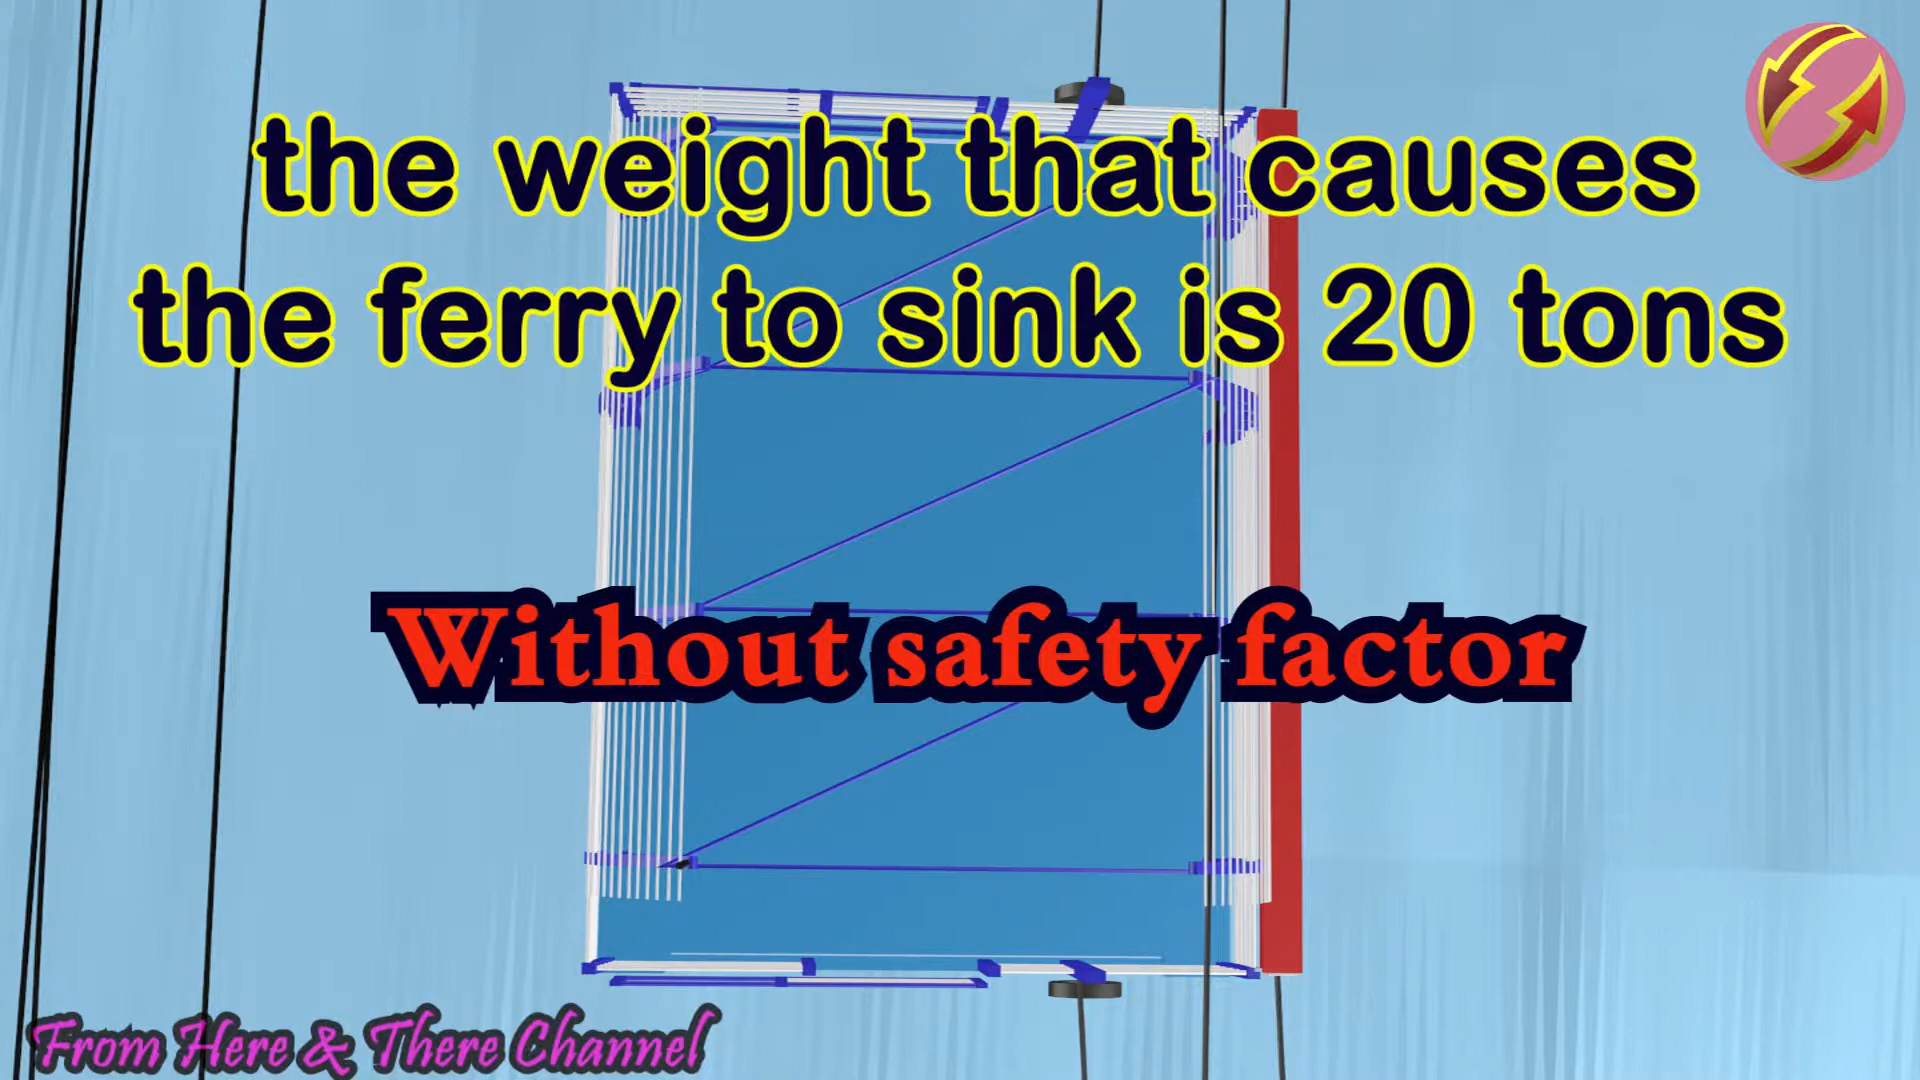 the weight that causes
the ferry to sink is 20 tons
Without safety factor
From Here & There Channel